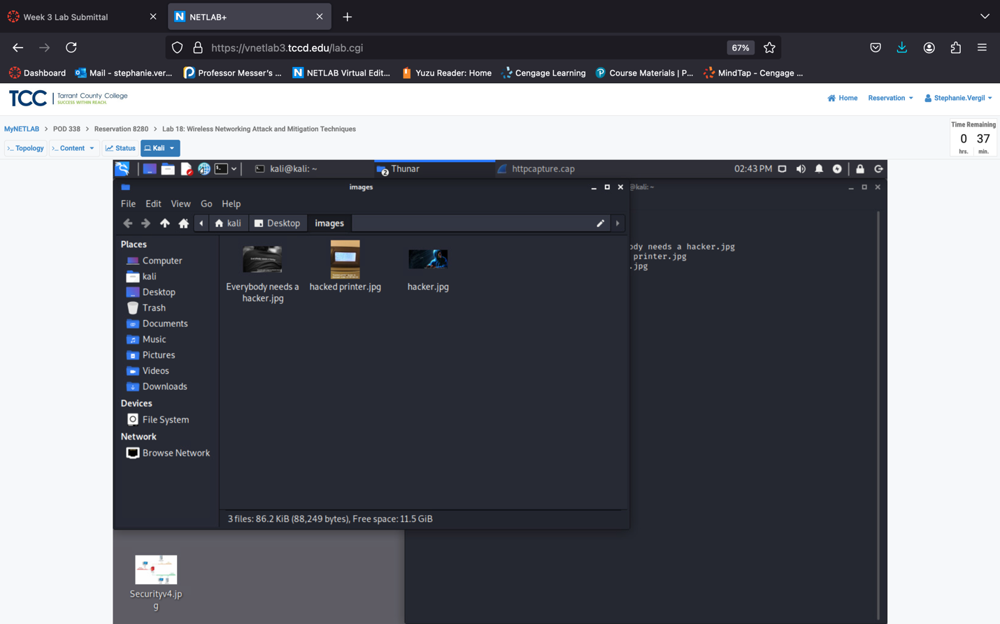 Week 3 Lab Submittal
NETLAB+
https://vnetlab3.tccd.edu/lab.cgi
67%
Dashboard
Mail - stephanie.ver...
Professor Messer's ...
NETLAB Virtual Edit...
Yuzu Reader: Home
Cengage Learning
Course Materials | P...
MindTap - Cengage ...
TCC
Tarrant County College
SUCCESS WITHIN REACH.
Home
Reservation
Stephanie.Vergil
MyNETLAB > POD 338 > Reservation 8280 > Lab 18: Wireless Networking Attack and Mitigation Techniques
Time Remaining
0 37
hrs. min.
>_ Topology
>_ Content
Status
Kali
kali@kali: ~
2
Thunar
httpcapture.cap
02:43 PM
images
@kali: ~
File Edit View Go Help
kali
Desktop
images
Places
Computer
kali
Desktop
Trash
Documents
Music
Pictures
Videos
Downloads
Devices
File System
Network
Browse Network
Everybody needs a
hacker.jpg
hacked printer.jpg
hacker.jpg
ody needs a hacker.jpg
printer.jpg
.jpg
3 files: 86.2 KiB (88,249 bytes), Free space: 11.5 GiB
Securityv4.jp
g